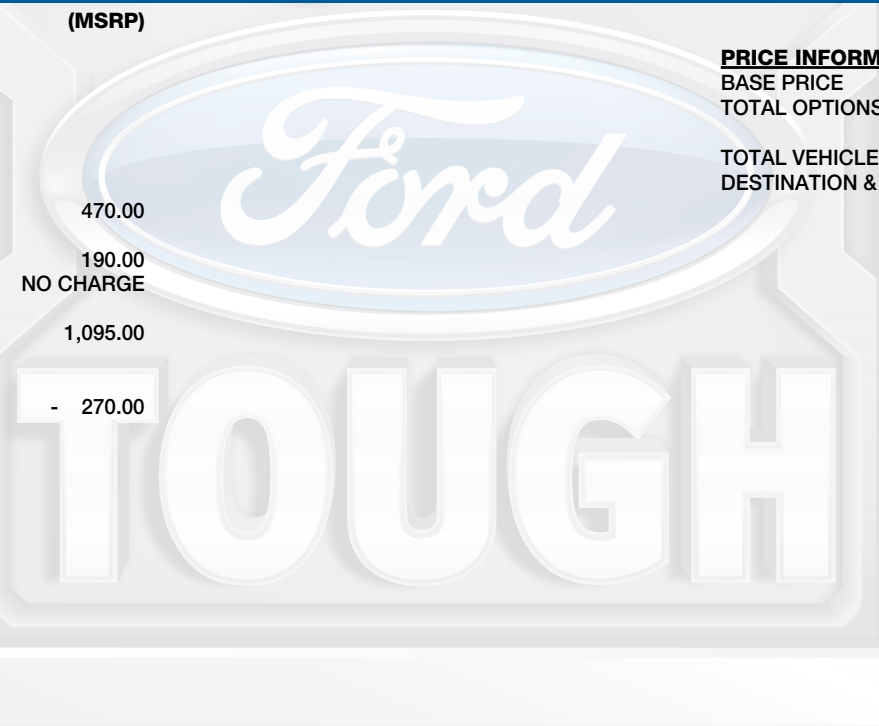 (MSRP)
PRICE INFORM
BASE PRICE
TOTAL OPTIONS
TOTAL VEHICLE
DESTINATION &
470.00
190.00
NO CHARGE
1,095.00
- 270.00
Ford
TOUGH